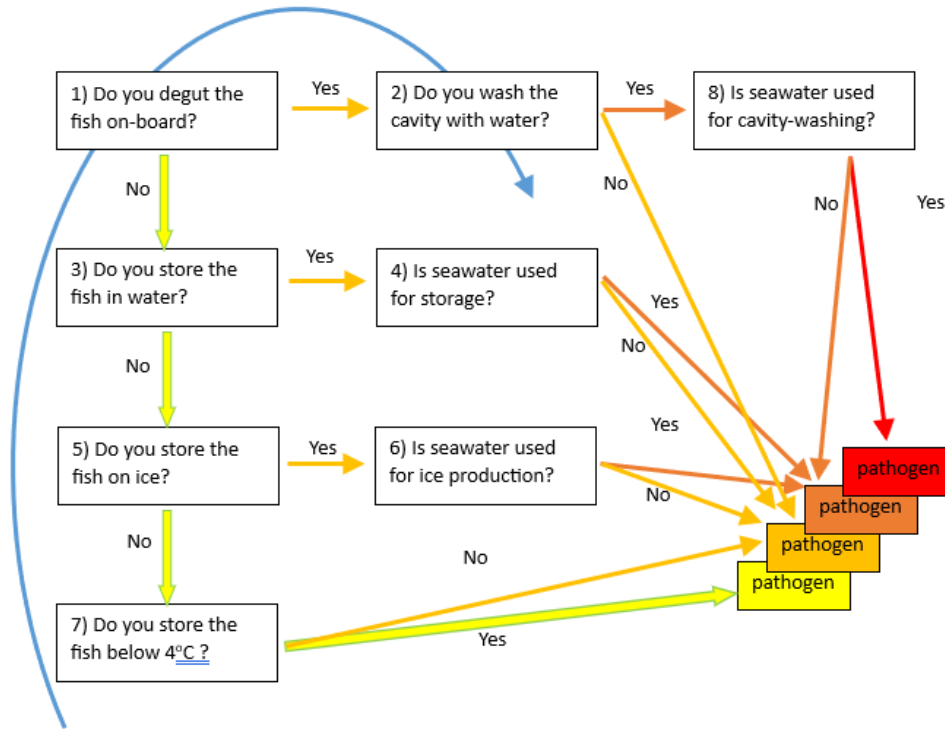 1) Do you degut the
fish on-board?
Yes
2) Do you wash the
cavity with water?
Yes
8) Is seawater used
for cavity-washing?
No
No
No
Yes
3) Do you store the
fish in water?
Yes
4) Is seawater used
for storage?
Yes
No
No
5) Do you store the
fish on ice?
Yes
6) Is seawater used
for ice production?
Yes
No
No
No
7) Do you store the
fish below 4°C ?
Yes
pathogen
pathogen
pathogen
pathogen